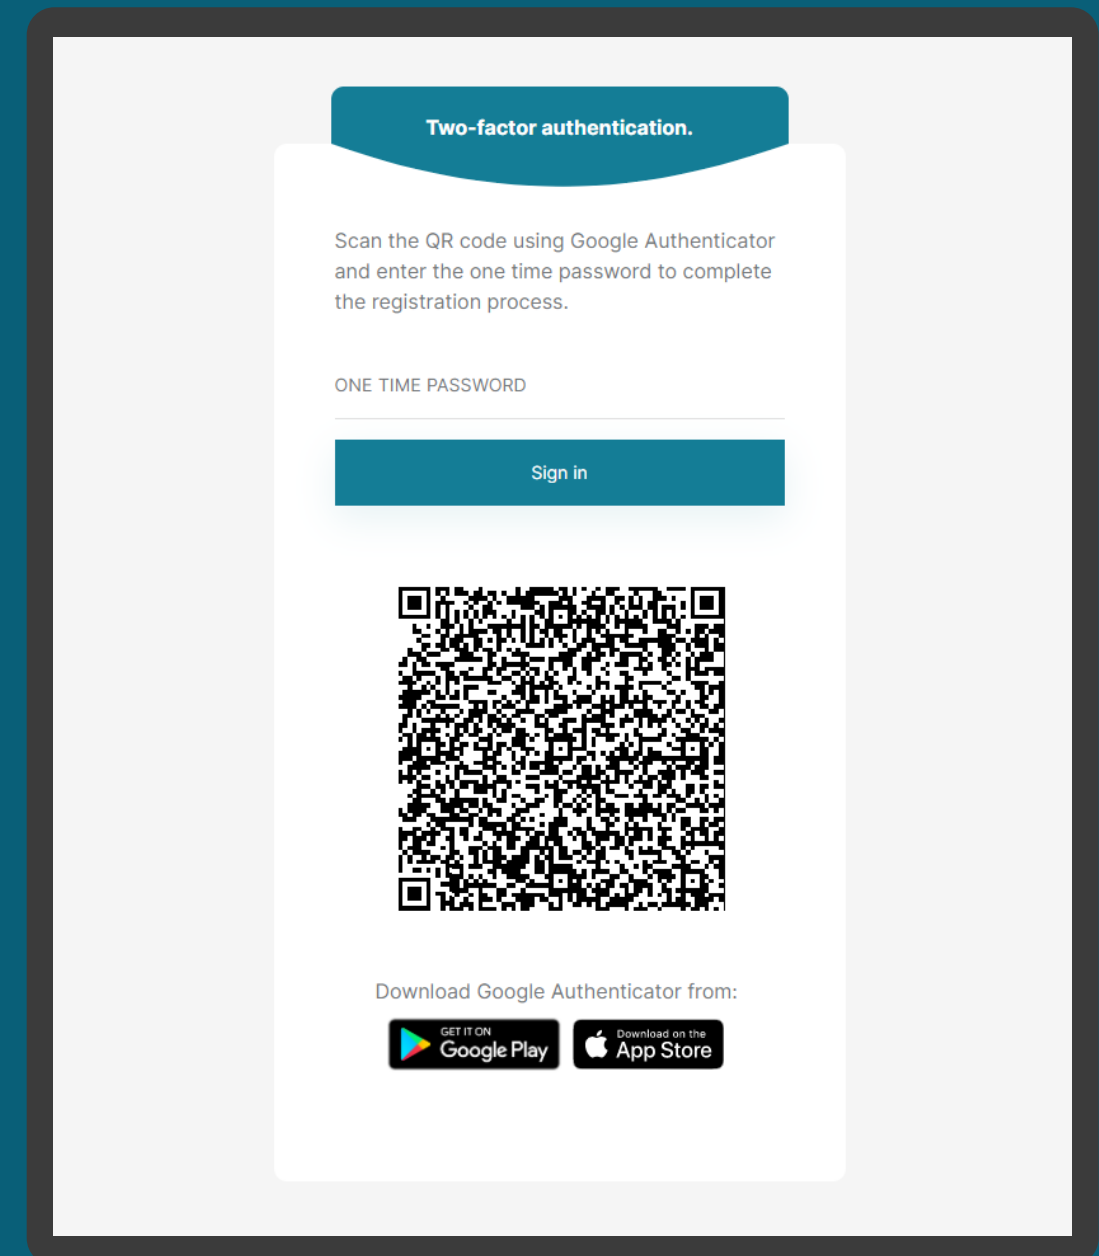 Two-factor authentication.
Scan the QR code using Google Authenticator
and enter the one time password to complete
the registration process.
ONE TIME PASSWORD
Sign in
Download Google Authenticator from:
GET IT ON
Google Play
Download on the
App Store